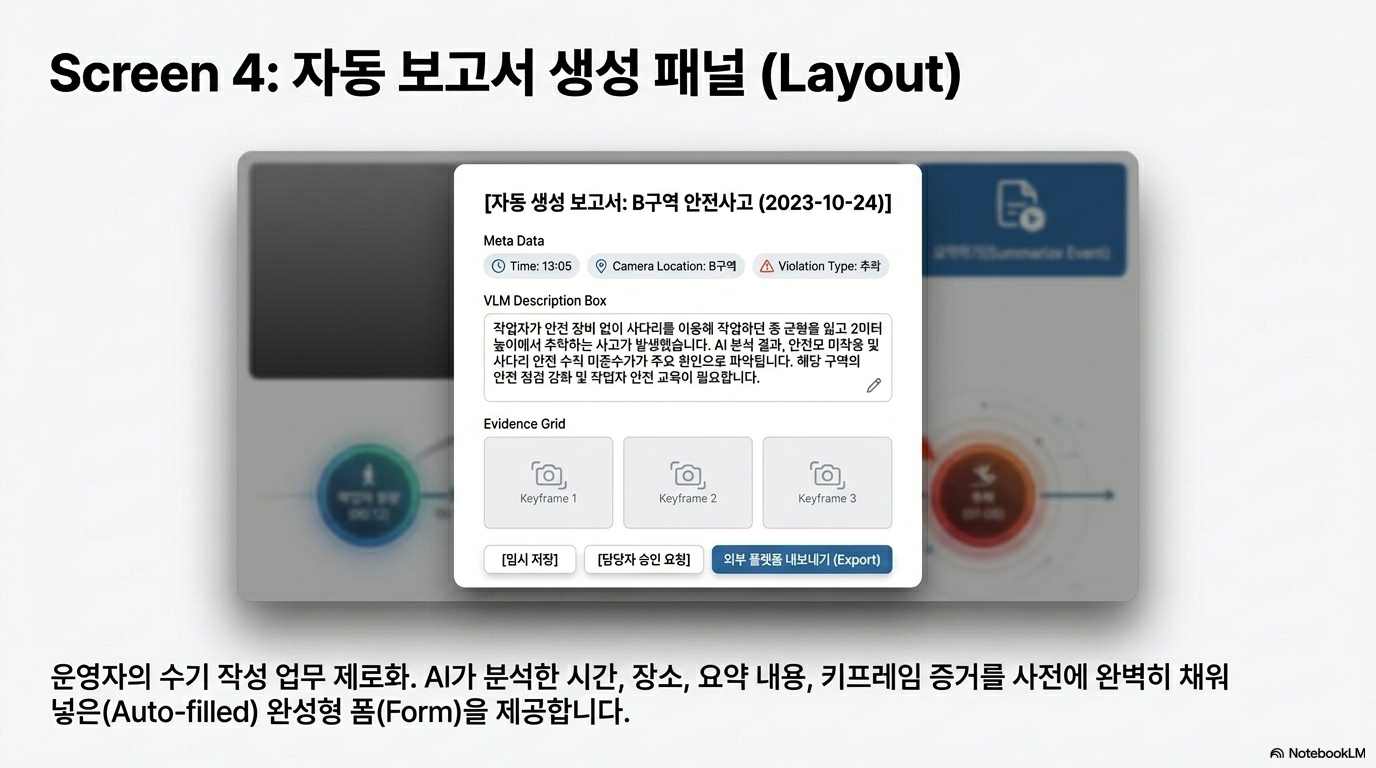 Screen 4: 자동 보고서 생성 패널 (Layout)
[자동 생성 보고서: B구역 안전사고 (2023-10-24)]
Meta Data
Time: 13:05
Camera Location: B구역
Violation Type: 추락
VLM Description Box
작업자가 안전 장비 없이 사다리를 이용해 작업하던 중 균형을 잃고 2미터
높이에서 추락하는 사고가 발생했습니다. AI 분석 결과, 안전모 미착용 및
사다리 안전 수칙 미준수가 주요 원인으로 파악됩니다. 해당 구역의
안전 점검 강화 및 작업자 안전 교육이 필요합니다.
Evidence Grid
Keyframe 1
Keyframe 2
Keyframe 3
[임시 저장]
[담당자 승인 요청]
외부 플랫폼 내보내기 (Export)
요약하기(Summarize Event)
추락
운영자의 수기 작성 업무 제로화. AI가 분석한 시간, 장소, 요약 내용, 키프레임 증거를 사전에 완벽히 채워
넣은(Auto-filled) 완성형 폼(Form)을 제공합니다.
NotebookLM